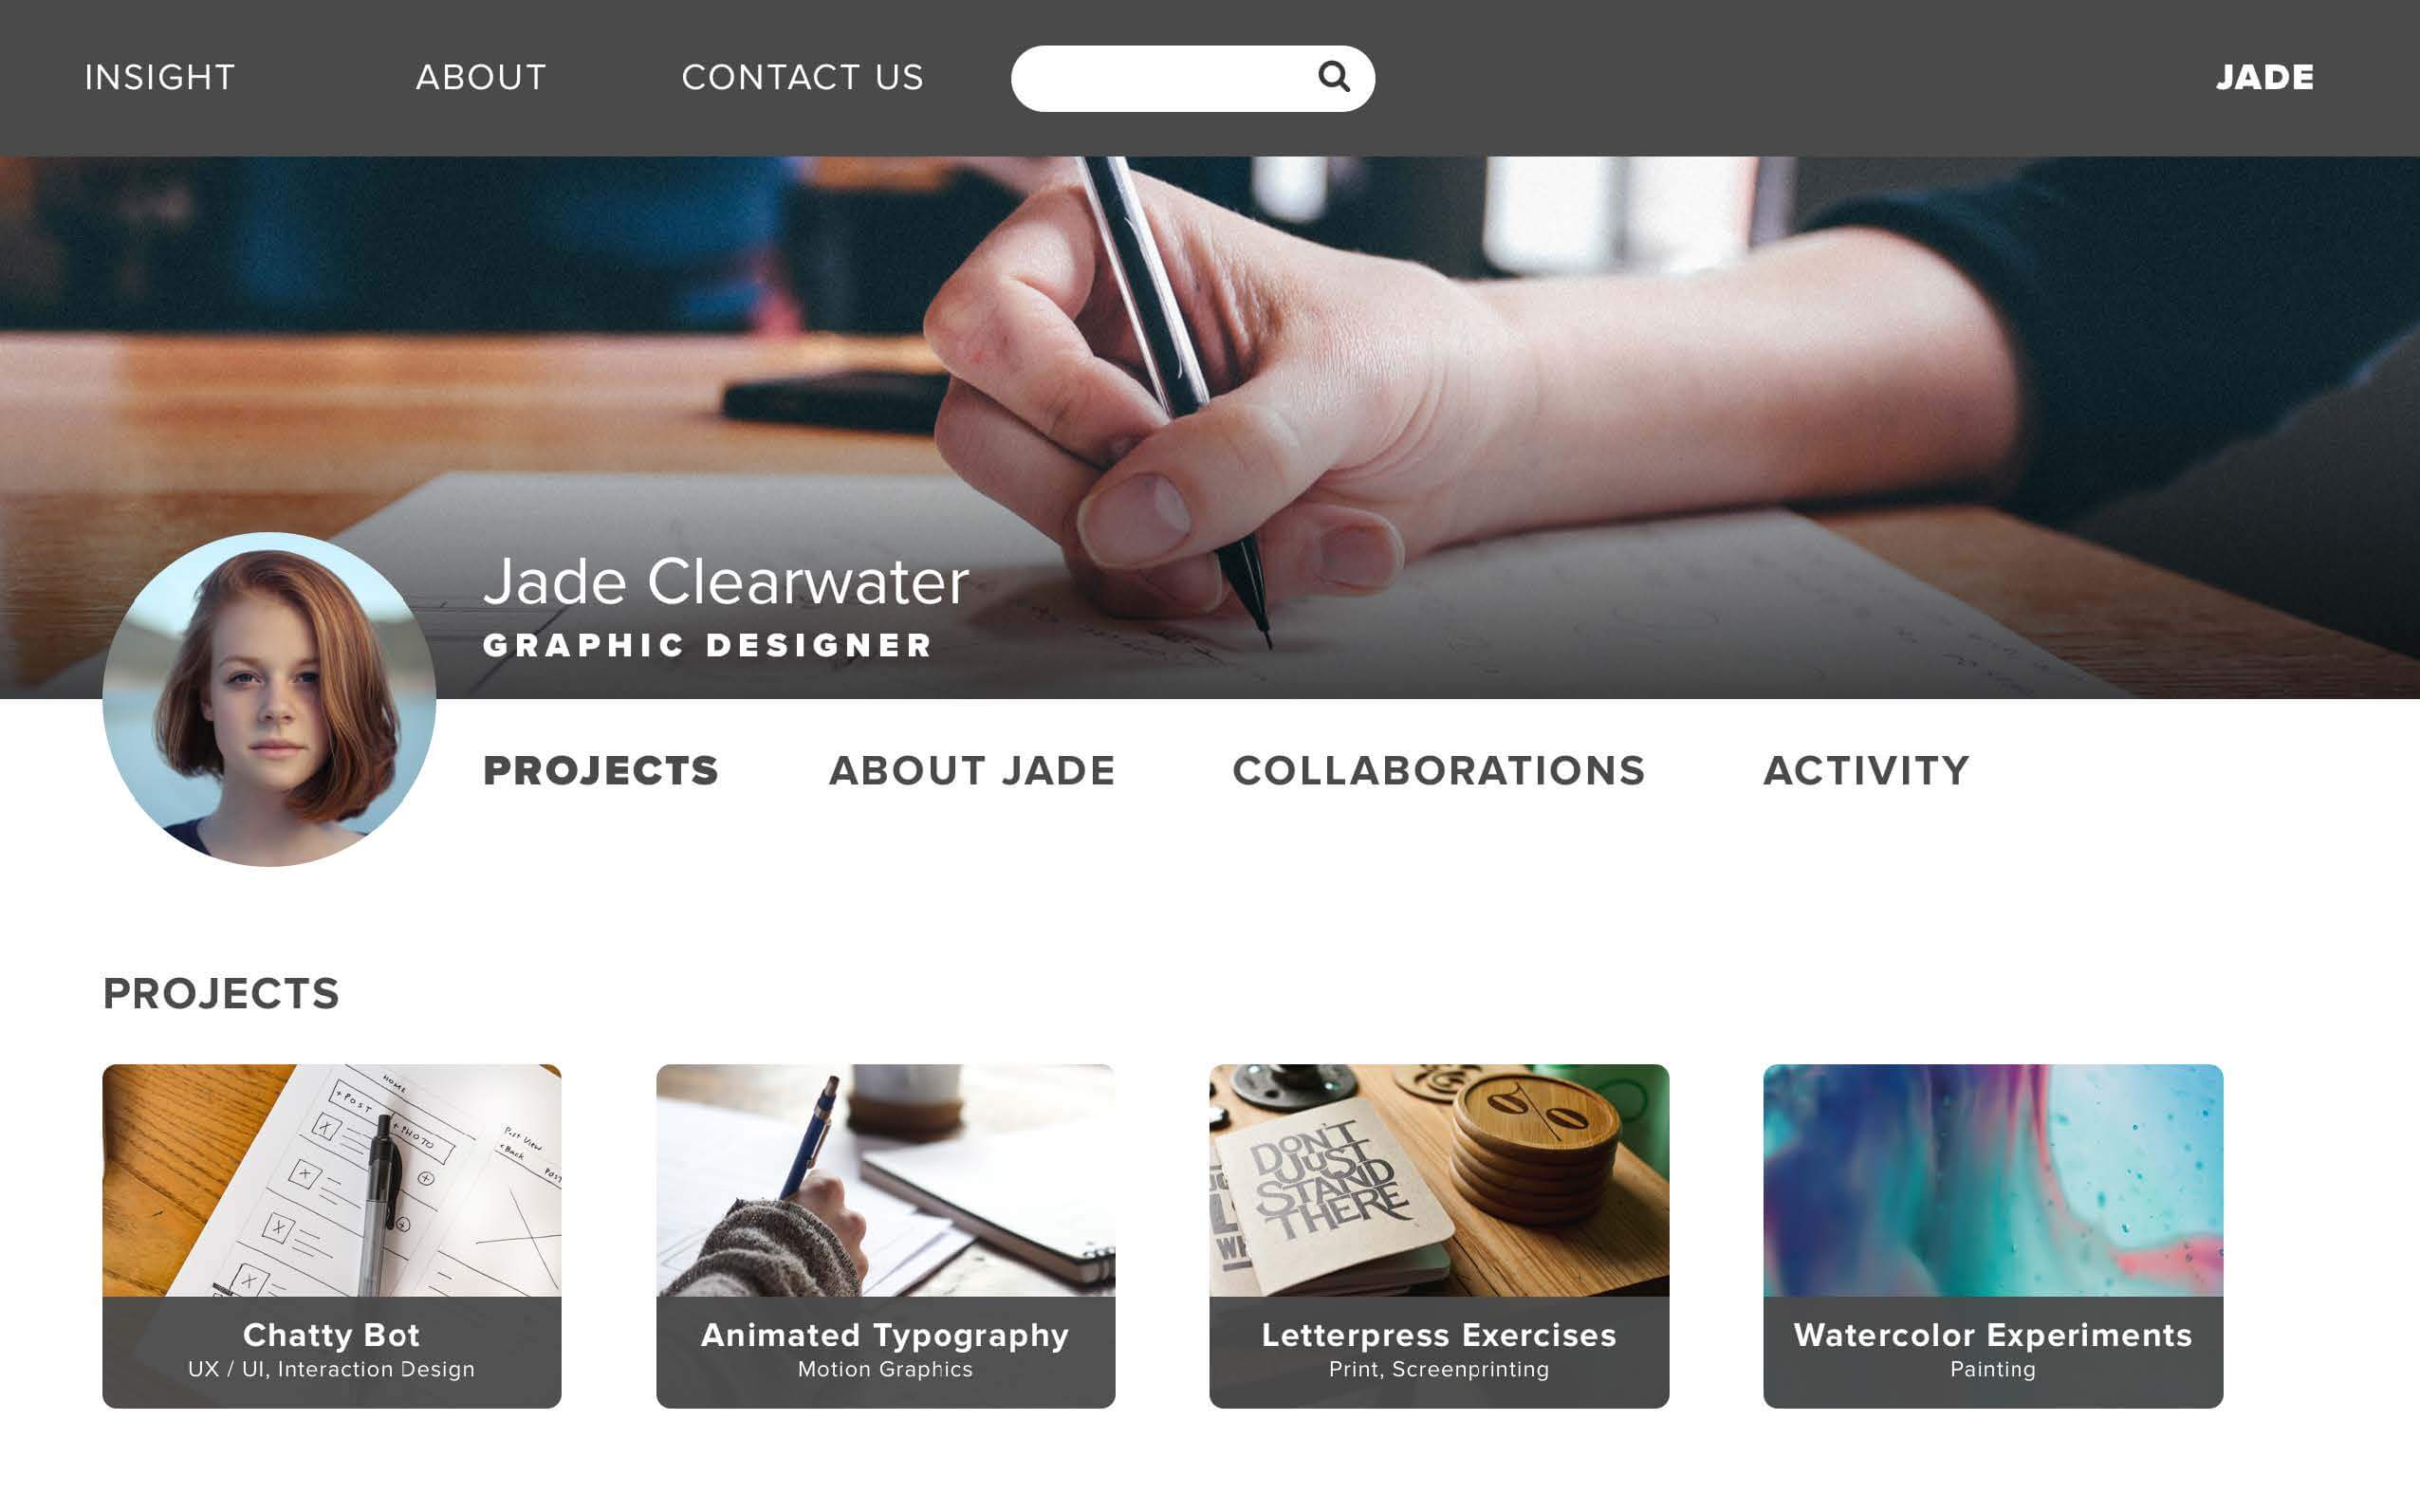 INSIGHT
ABOUT
CONTACT US
JADE
Jade Clearwater
GRAPHIC DESIGNER
PROJECTS
ABOUT JADE
COLLABORATIONS
ACTIVITY
PROJECTS
HOME
+POST
+PHOTO
Post View
<Back
X
X
X
X
DON'T
JUST
STAND
THERE
Chatty Bot
UX / UI, Interaction Design
Animated Typography
Motion Graphics
Letterpress Exercises
Print, Screenprinting
Watercolor Experiments
Painting